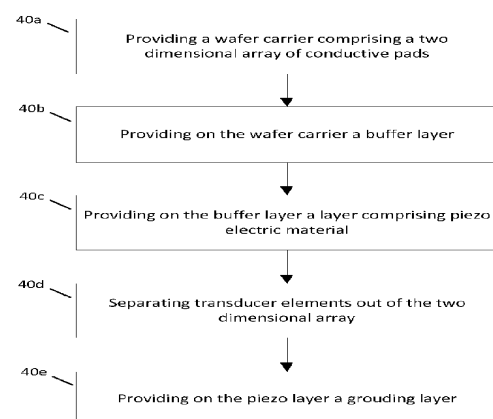 40a
Providing a wafer carrier comprising a two
dimensional array of conductive pads
40b
Providing on the wafer carrier a buffer layer
40c
Providing on the buffer layer a layer comprising piezo
electric material
40d
Separating transducer elements out of the two
dimensional array
40e
Providing on the piezo layer a grouding layer